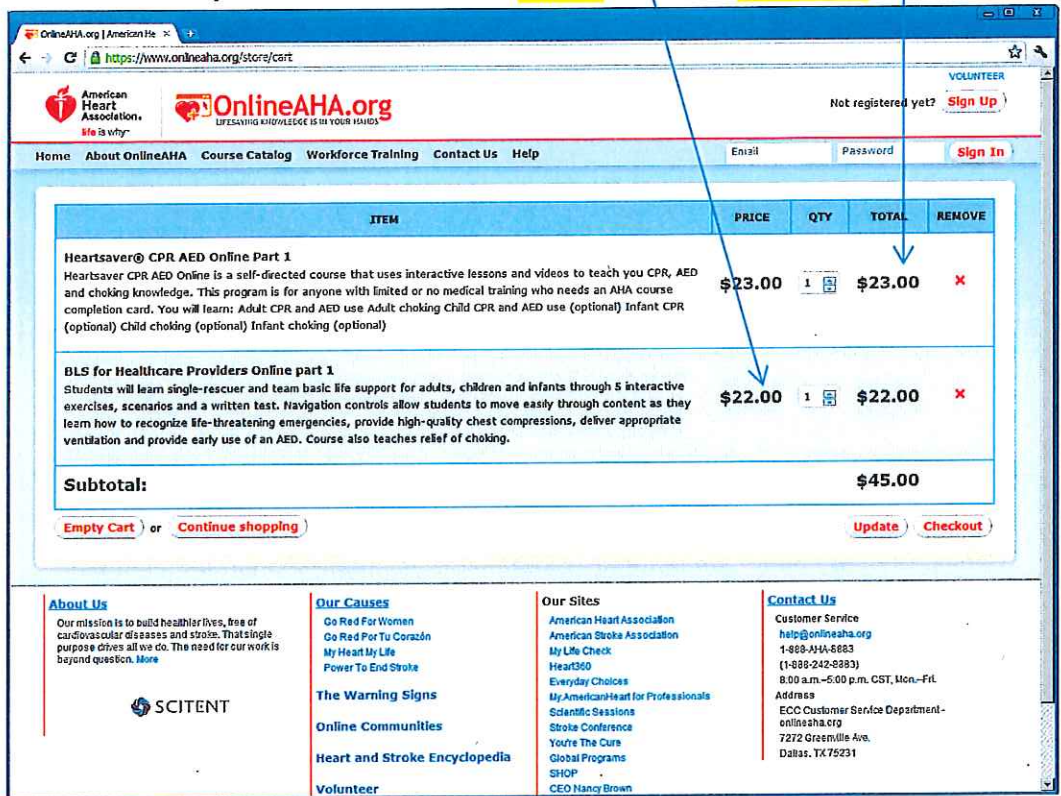 OnlineAHA.org | American He ×
https://www.onlineaha.org/store/cart
VOLUNTEER
American
Heart
Association.
life is why™
OnlineAHA.org
LIFESAVING KNOWLEDGE IS IN YOUR HANDS
Not registered yet? Sign Up
Home About OnlineAHA Course Catalog Workforce Training Contact Us Help Email Password Sign In
ITEM PRICE QTY TOTAL REMOVE
Heartsaver® CPR AED Online Part 1
Heartsaver CPR AED Online is a self-directed course that uses interactive lessons and videos to teach you CPR, AED
and choking knowledge. This program is for anyone with limited or no medical training who needs an AHA course
completion card. You will learn: Adult CPR and AED use Adult choking Child CPR and AED use (optional) Infant CPR
(optional) Child choking (optional) Infant choking (optional)
$23.00 1 $23.00 ×
BLS for Healthcare Providers Online
part 1
Students will learn single-rescuer and team basic life support for adults, children and infants through 5 interactive
exercises, scenarios and a written test. Navigation controls allow students to move easily through content as they
learn how to recognize life-threatening emergencies, provide high-quality chest compressions, deliver appropriate
ventilation and provide early use of an AED. Course also teaches relief of choking.
$22.00 1 $22.00 ×
Subtotal: $45.00
Empty Cart or Continue shopping Update Checkout
About Us
Our mission is to build healthier lives, free of
cardiovascular diseases and stroke. That single
purpose drives all we do. The need for our work is
beyond question. More
SCITENT
Our Causes
Go Red For Women
Go Red Por Tu Corazón
My Heart My Life
Power To End Stroke
The Warning Signs
Online Communities
Heart and Stroke Encyclopedia
Volunteer
Our Sites
American Heart Association
American Stroke Association
My Life Check
Heart360
Everyday Choices
My.AmericanHeart for Professionals
Scientific Sessions
Stroke Conference
You're The Cure
Global Programs
SHOP
CEO Nancy Brown
Contact Us
Customer Service
help@onlineaha.org
1-888-AHA-8883
(1-888-242-8883)
8:00 a.m.–5:00 p.m. CST, Mon.–Fri.
Address
ECC Customer Service Department -
onlineaha.org
7272 Greenville Ave.
Dallas, TX 75231